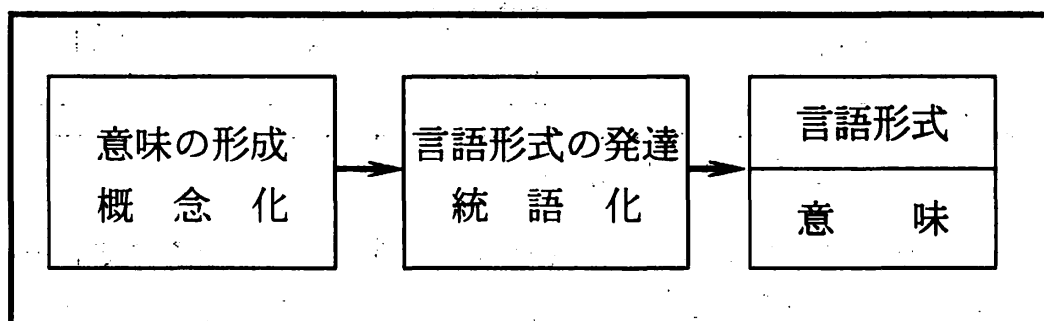 意味の形成
概念化
言語形式の発達
統語化
言語形式
意味